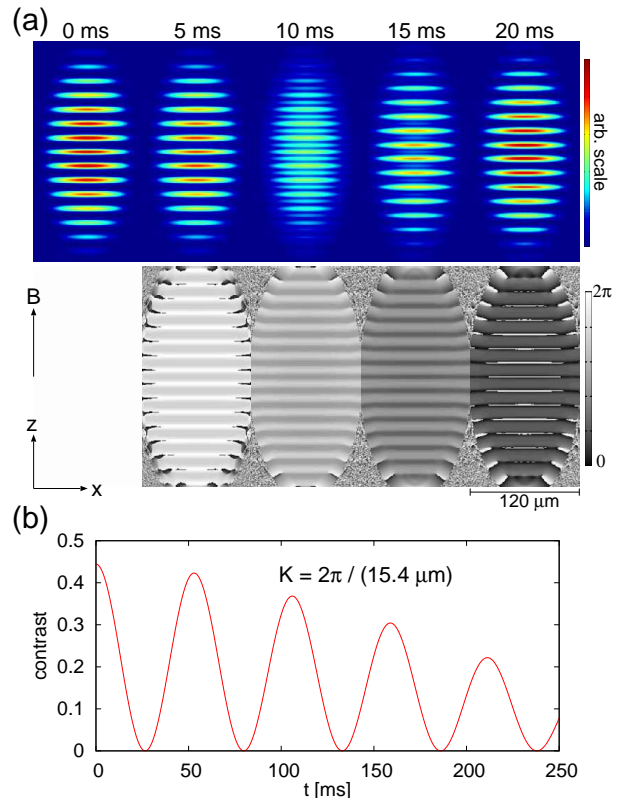 (a)
0 ms 5 ms 10 ms 15 ms 20 ms
arb. scale
B
z
x
2π
0
120 μm
(b)
K = 2π / (15.4 μm)
contrast
0.5
0.4
0.3
0.2
0.1
0
0 50 100 150 200 250
t [ms]